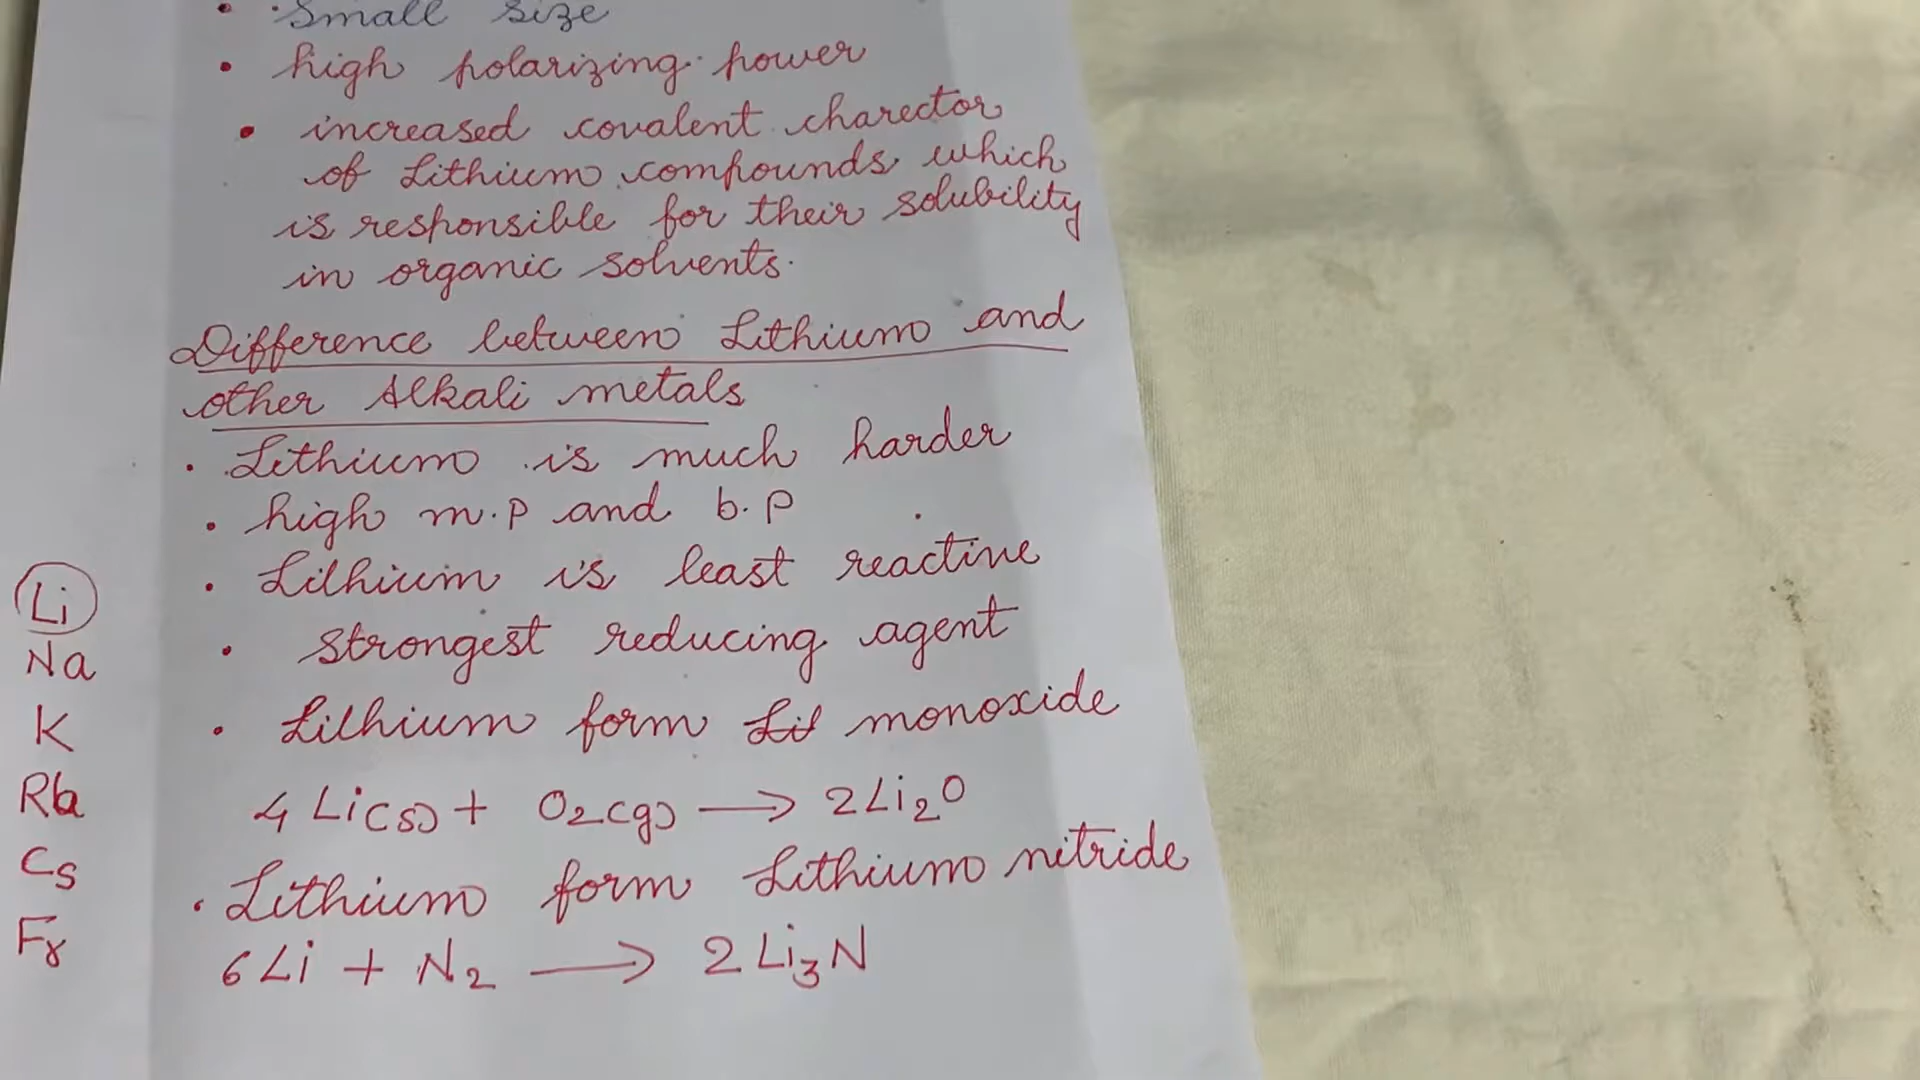 • Small size
• high polarizing power
• increased covalent charector
of Lithium compounds which
is responsible for their solubility
in organic solvents.
Difference between Lithium and
other Alkali metals
• Lithium is much harder
• high m.p and b.p
• Lithium is least reactive
• Strongest reducing agent
• Lithium form monoxide
4 Li(s) + O2(g) → 2Li2O
• Lithium form Lithium nitride
6Li + N2 → 2Li3N
Li
Na
K
Rb
Cs
Fr